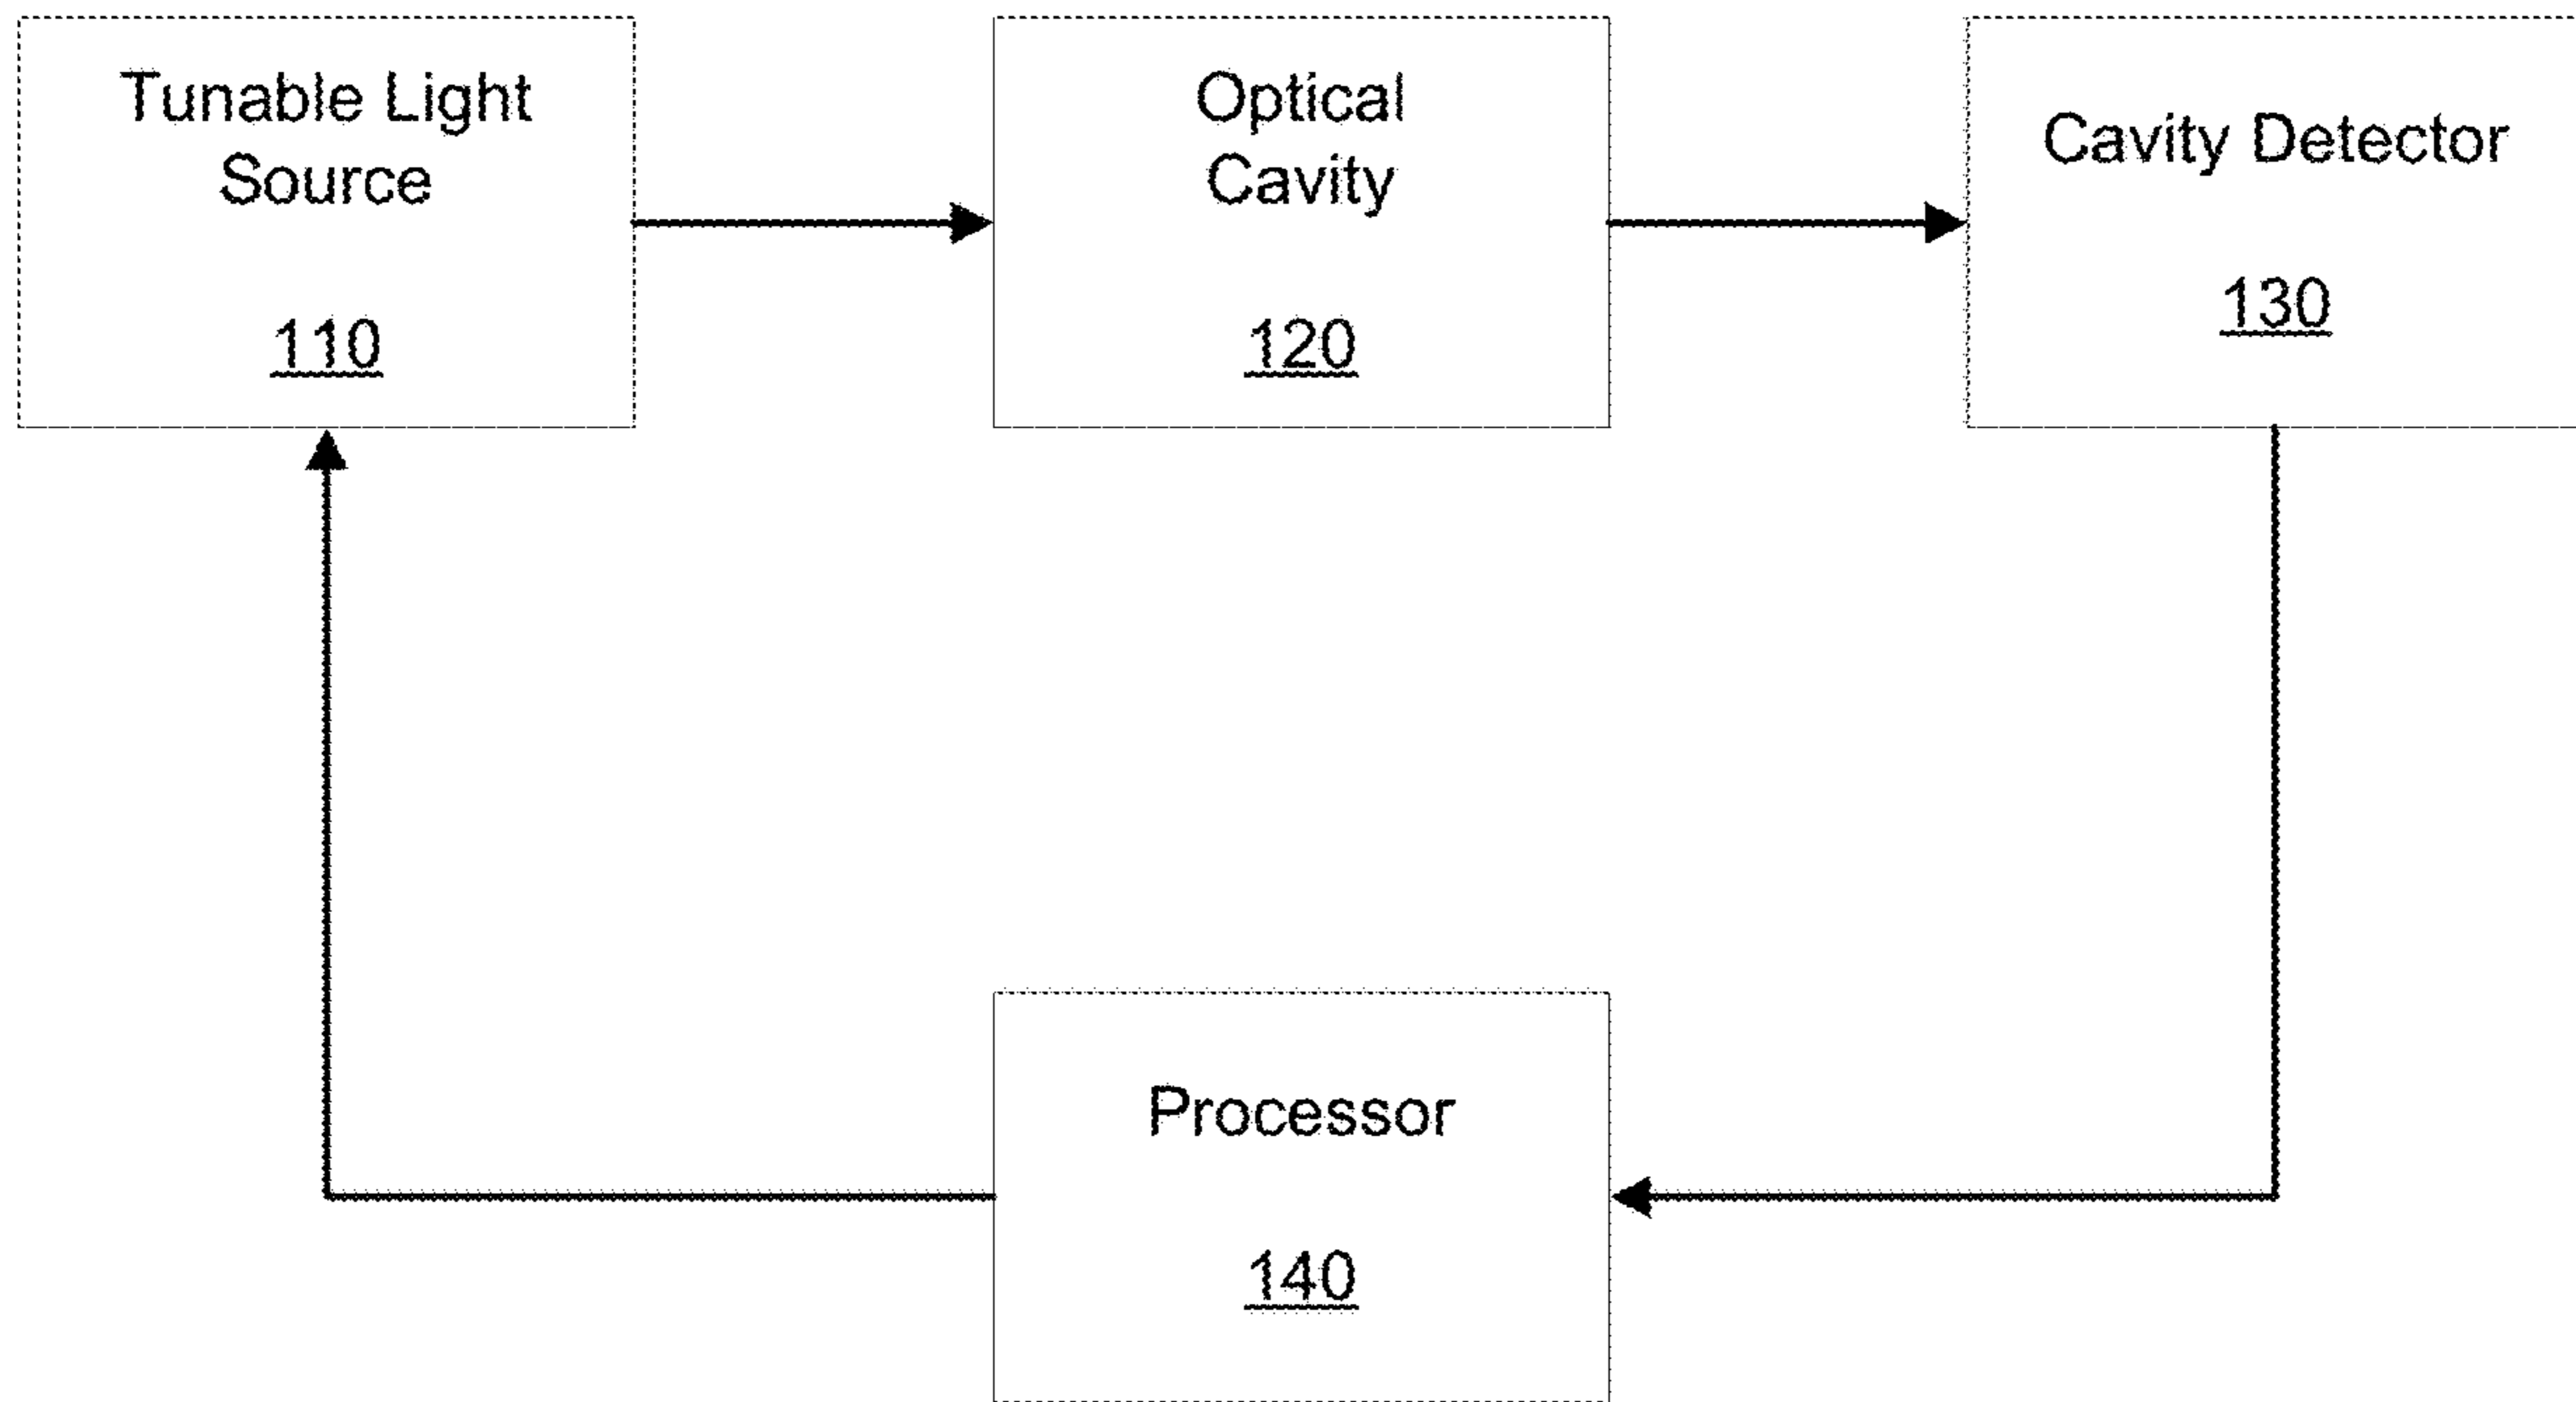 Tunable Light
Source
110
Optical
Cavity
120
Cavity Detector
130
Processor
140